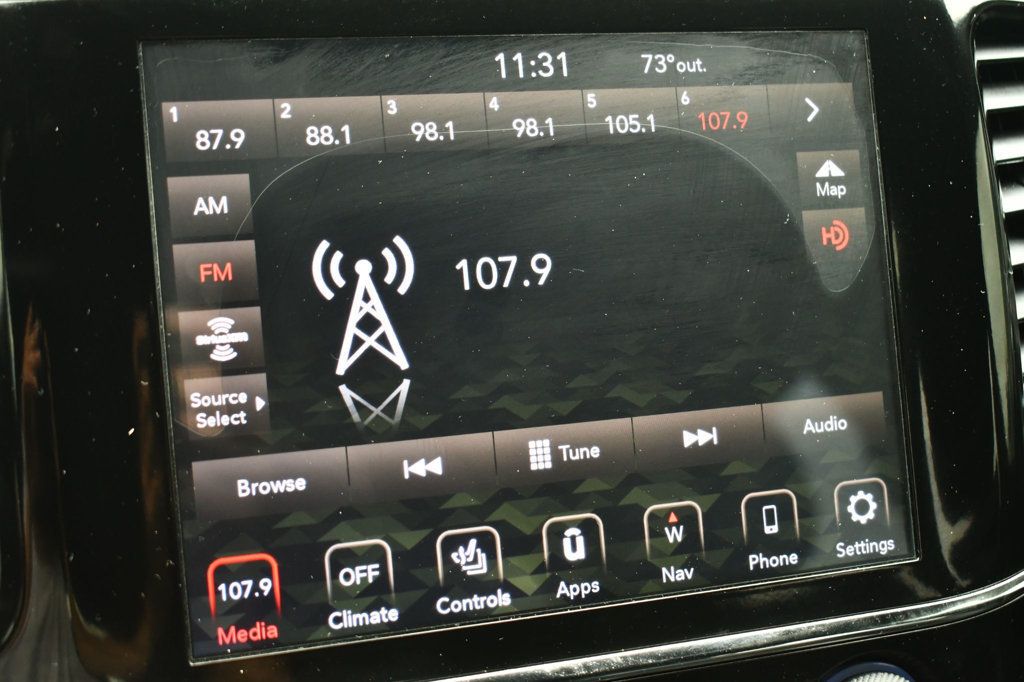 11:31 73°out.
1 87.9 2 88.1 3 98.1 4 98.1 5 105.1 6 107.9
Map
AM
HD
FM
107.9
SiriusXM
Source
Select
Browse Tune Audio
107.9 OFF û W
Media Climate Controls Apps Nav Phone Settings